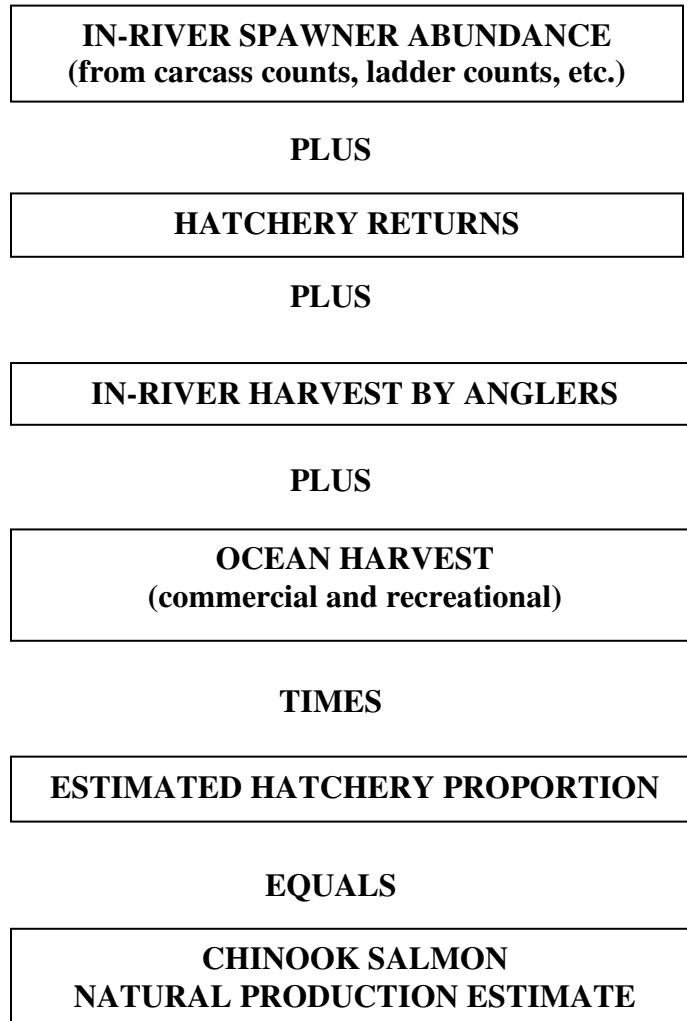 IN-RIVER SPAWNER ABUNDANCE
(from carcass counts, ladder counts, etc.)
PLUS
HATCHERY RETURNS
PLUS
IN-RIVER HARVEST BY ANGLERS
PLUS
OCEAN HARVEST
(commercial and recreational)
TIMES
ESTIMATED HATCHERY PROPORTION
EQUALS
CHINOOK SALMON
NATURAL PRODUCTION ESTIMATE